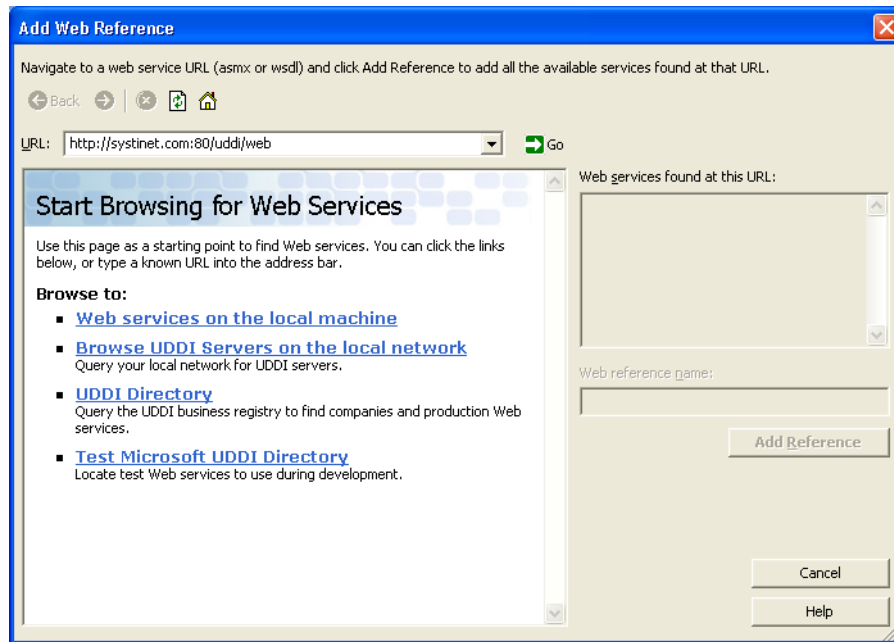 Add Web Reference
Navigate to a web service URL (asmx or wsdl) and click Add Reference to add all the available services found at that URL.
Back
URL: http://systinet.com:80/uddi/web Go
Start Browsing for Web Services
Use this page as a starting point to find Web services. You can click the links
below, or type a known URL into the address bar.
Browse to:
Web services on the local machine
Browse UDDI Servers on the local network
Query your local network for UDDI servers.
UDDI Directory
Query the UDDI business registry to find companies and production Web
services.
Test Microsoft UDDI Directory
Locate test Web services to use during development.
Web services found at this URL:
Web reference name:
Add Reference
Cancel
Help